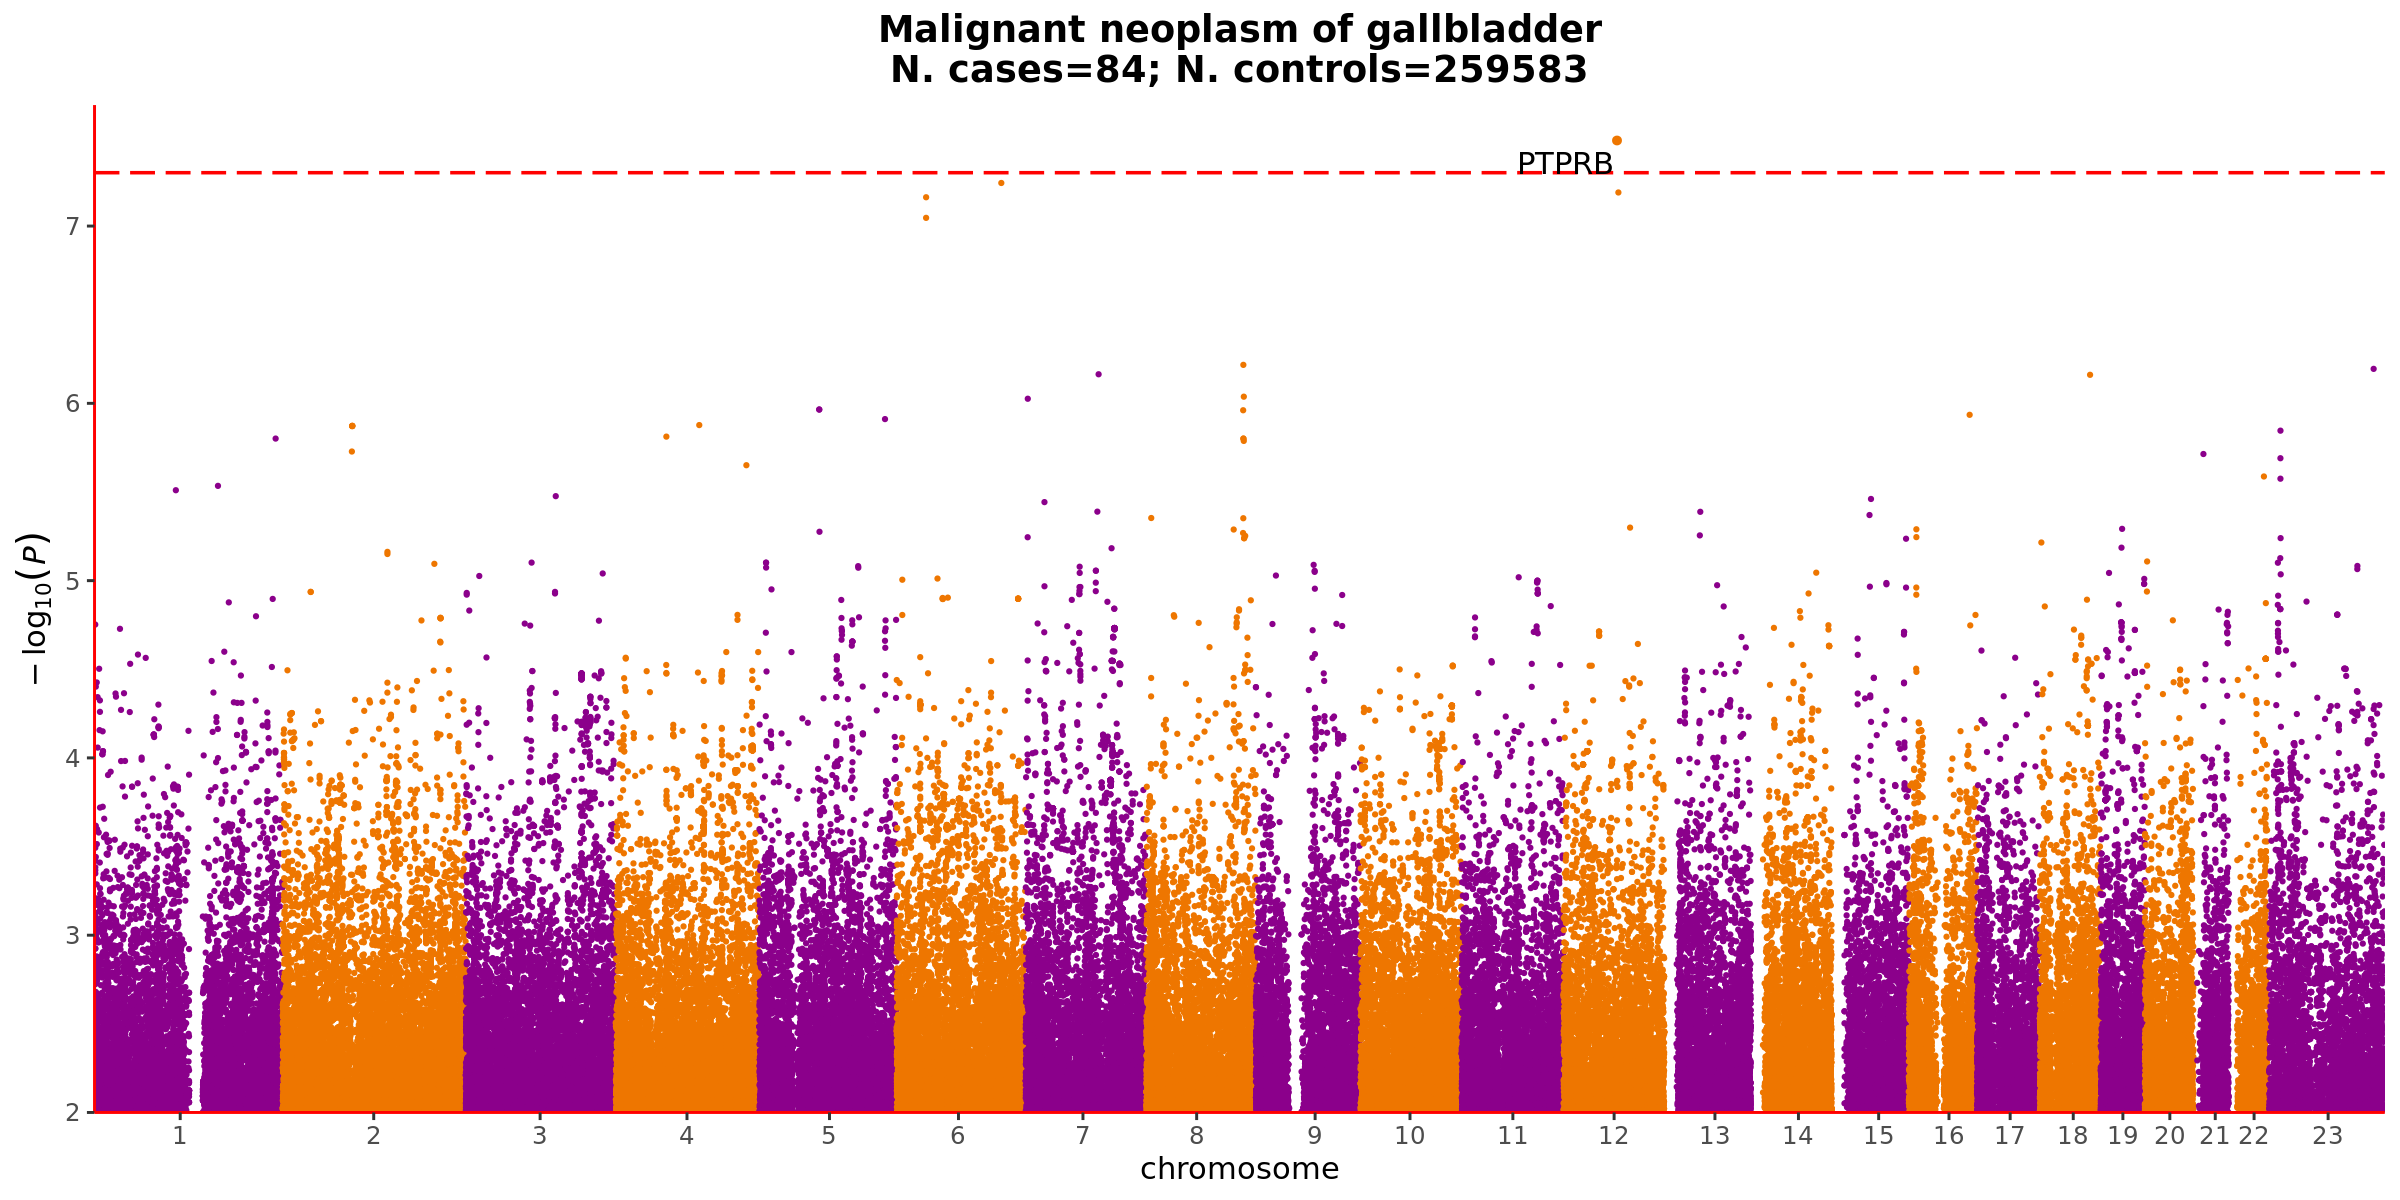 Malignant neoplasm of gallbladder
N. cases=84; N. controls=259583
PTPRB
7
6
5
4
3
2
−log10(P)
1 2 3 4 5 6 7 8 9 10 11 12 13 14 15 16 17 18 19 20 21 22 23
chromosome